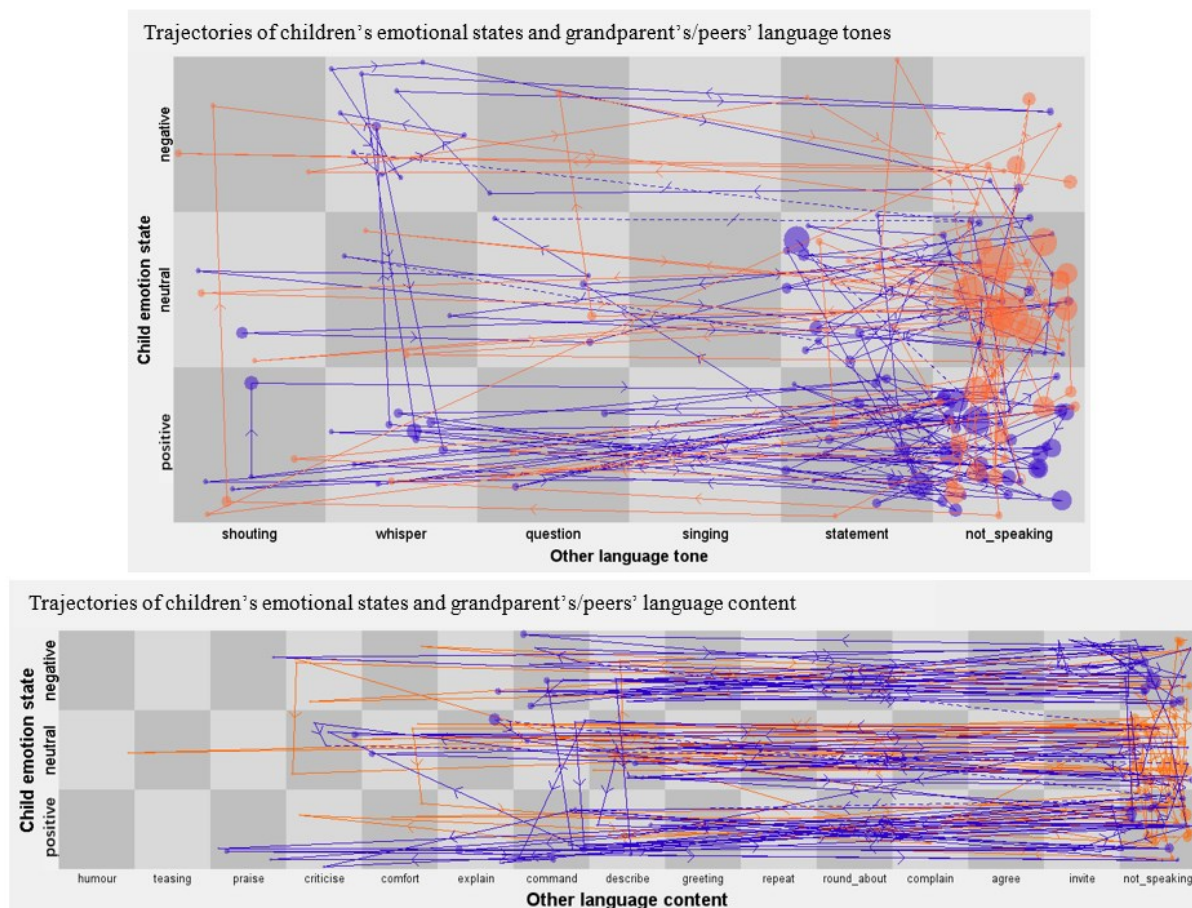 Trajectories of children's emotional states and grandparent's/peers' language tones
Child emotion state
negative
neutral
positive
shouting whisper question singing statement not_speaking
Other language tone
Trajectories of children's emotional states and grandparent's/peers' language content
Child emotion state
negative
neutral
positive
humour teasing praise criticise comfort explain command describe greeting repeat round_about complain agree invite not_speaking
Other language content